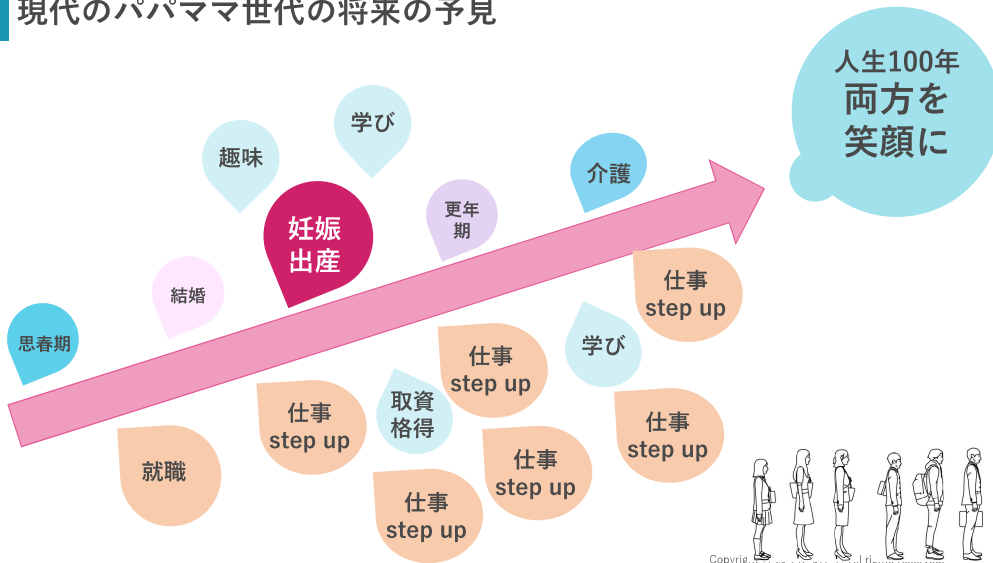 現代のパパママ世代の将来の予見
人生100年
両方を
笑顔に
学び
趣味
介護
妊娠
出産
更年
期
結婚
思春期
仕事
step up
学び
仕事
step up
取資
格得
仕事
step up
仕事
step up
就職
仕事
step up
仕事
step up